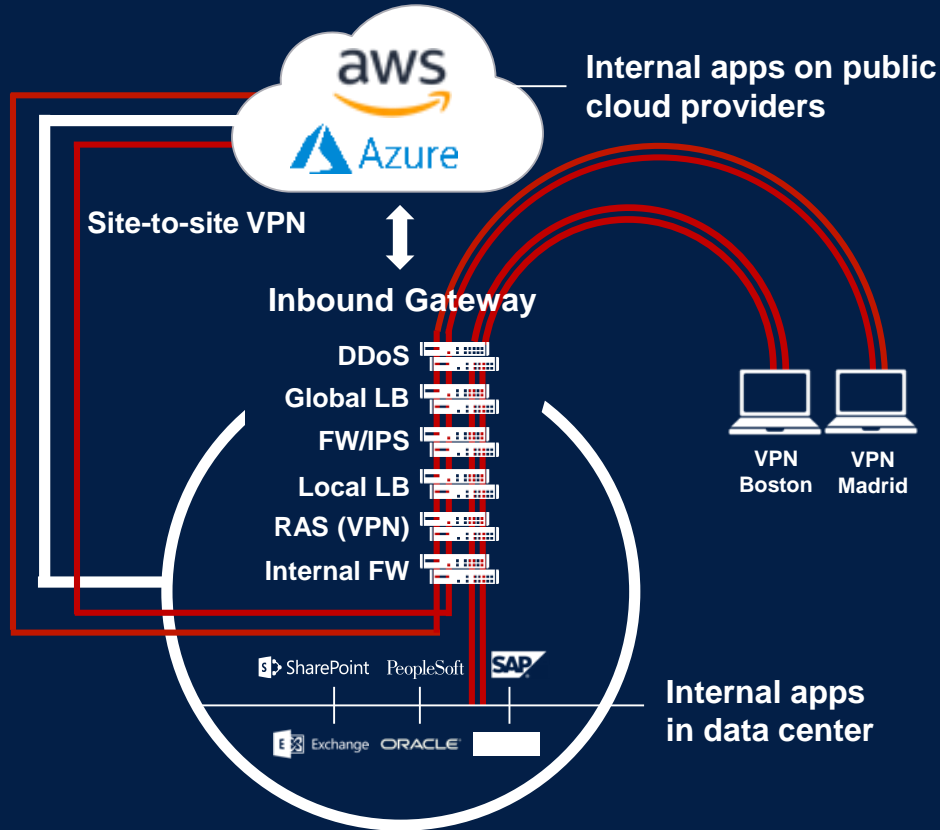 aws
Azure
Internal apps on public
cloud providers
Site-to-site VPN
Inbound Gateway
DDoS
Global LB
FW/IPS
Local LB
RAS (VPN)
Internal FW
VPN
Boston
VPN
Madrid
S SharePoint PeopleSoft SAP
E Exchange ORACLE
Internal apps
in data center